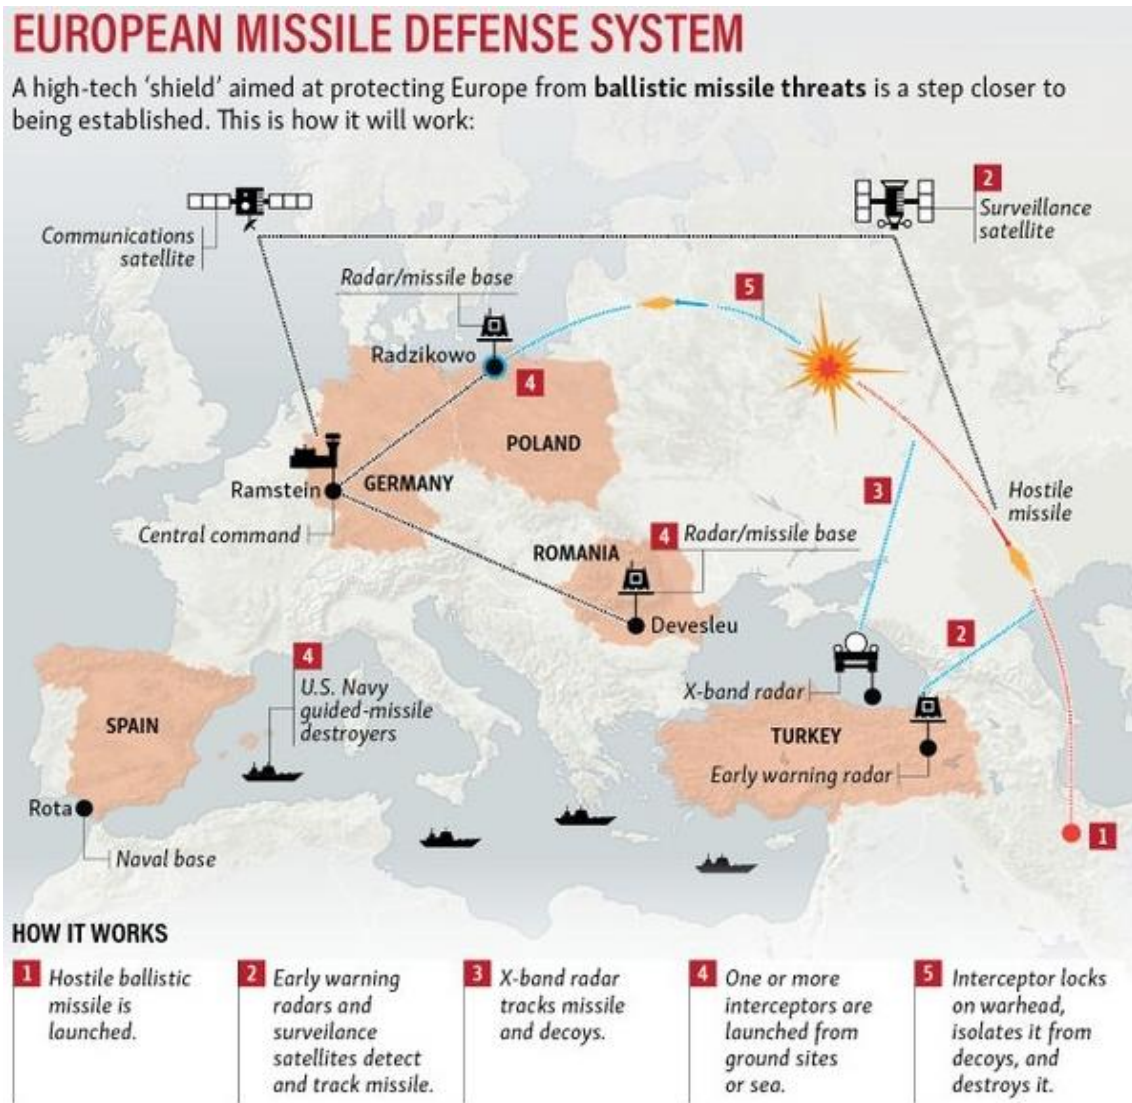 EUROPEAN MISSILE DEFENSE SYSTEM
A high-tech ‘shield’ aimed at protecting Europe from ballistic missile threats is a step closer to
being established. This is how it will work:
2
Surveillance
satellite
Communications
satellite
Radar/missile base
5
Radzikowo
4
POLAND
Ramstein
GERMANY
Central command
3
Hostile
missile
ROMANIA
4
Radar/missile base
Devesleu
2
4
U.S. Navy
guided-missile
destroyers
X-band radar
SPAIN
TURKEY
Early warning radar
Rota
Naval base
1
HOW IT WORKS
1
Hostile ballistic
missile is
launched.
2
Early warning
radars and
surveilance
satellites detect
and track missile.
3
X-band radar
tracks missile
and decoys.
4
One or more
interceptors are
launched from
ground sites
or sea.
5
Interceptor locks
on warhead,
isolates it from
decoys, and
destroys it.